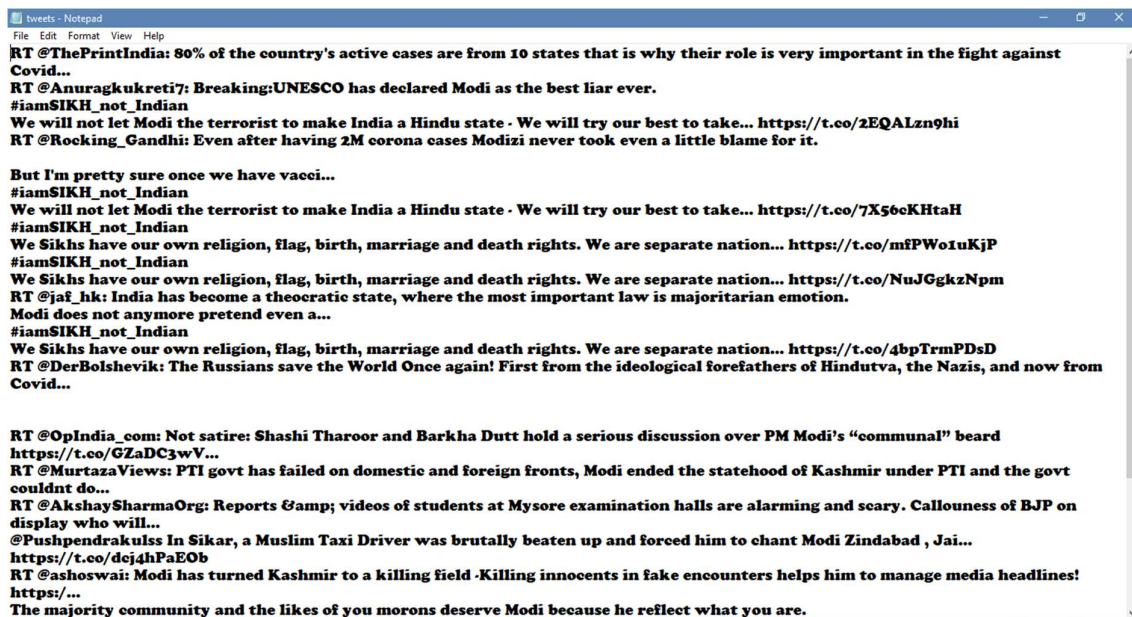 tweets - Notepad
File Edit Format View Help
RT @ThePrintIndia: 80% of the country's active cases are from 10 states that is why their role is very important in the fight against
Covid...
RT @Anuragkukreti7: Breaking:UNESCO has declared Modi as the best liar ever.
#iamSIKH_not_Indian
We will not let Modi the terrorist to make India a Hindu state - We will try our best to take... https://t.co/2EQALzn9hi
RT @Rocking_Gandhi: Even after having 2M corona cases Modizi never took even a little blame for it.
But I'm pretty sure once we have vacci...
#iamSIKH_not_Indian
We will not let Modi the terrorist to make India a Hindu state - We will try our best to take... https://t.co/7X56cKHtaH
#iamSIKH_not_Indian
We Sikhs have our own religion, flag, birth, marriage and death rights. We are separate nation... https://t.co/mfPWo1uKjP
#iamSIKH_not_Indian
We Sikhs have our own religion, flag, birth, marriage and death rights. We are separate nation... https://t.co/NuJGgkzNpm
RT @jaf_hk: India has become a theocratic state, where the most important law is majoritarian emotion.
Modi does not anymore pretend even a...
#iamSIKH_not_Indian
We Sikhs have our own religion, flag, birth, marriage and death rights. We are separate nation... https://t.co/4bpTrmPDsD
RT @DerBolshevik: The Russians save the World Once again! First from the ideological forefathers of Hindutva, the Nazis, and now from
Covid...
RT @OpIndia_com: Not satire: Shashi Tharoor and Barkha Dutt hold a serious discussion over PM Modi’s “communal” beard
https://t.co/GZaDC3wV...
RT @MurtazaViews: PTI govt has failed on domestic and foreign fronts, Modi ended the statehood of Kashmir under PTI and the govt
couldnt do...
RT @AkshaySharmaOrg: Reports &amp; videos of students at Mysore examination halls are alarming and scary. Callouness of BJP on
display who will...
@Pushpendrakulss In Sikar, a Muslim Taxi Driver was brutally beaten up and forced him to chant Modi Zindabad , Jai...
https://t.co/dcj4hPaEOb
RT @ashoswai: Modi has turned Kashmir to a killing field -Killing innocents in fake encounters helps him to manage media headlines!
https:/...
The majority community and the likes of you morons deserve Modi because he reflect what you are.